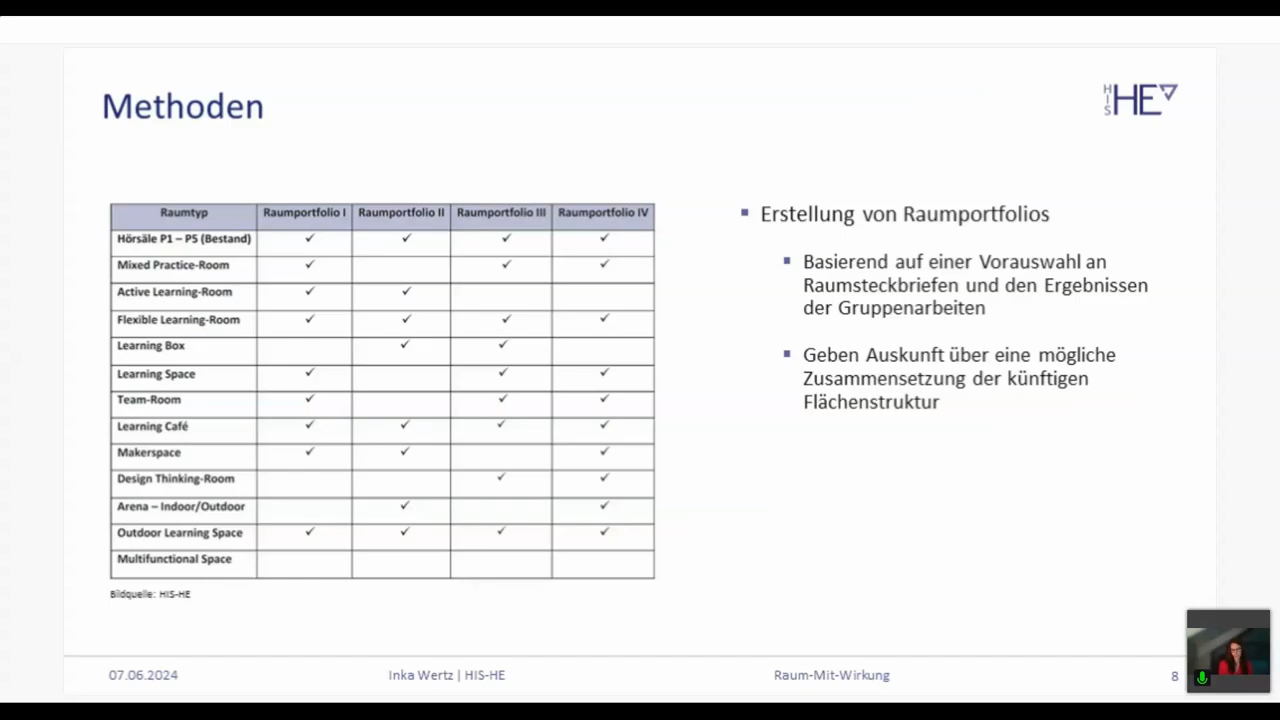 Methoden
HIS HE
Raumtyp Raumportfolio I Raumportfolio II Raumportfolio III Raumportfolio IV
Hörsäle P1 – P5 (Bestand) ✓ ✓ ✓ ✓
Mixed Practice-Room ✓ ✓ ✓
Active Learning-Room ✓ ✓
Flexible Learning-Room ✓ ✓ ✓ ✓
Learning Box ✓ ✓
Learning Space ✓ ✓ ✓
Team-Room ✓ ✓ ✓
Learning Café ✓ ✓ ✓ ✓
Makerspace ✓ ✓ ✓
Design Thinking-Room ✓ ✓
Arena – Indoor/Outdoor ✓ ✓
Outdoor Learning Space ✓ ✓ ✓ ✓
Multifunctional Space
Bildquelle: HIS-HE
▪ Erstellung von Raumportfolios
▪ Basierend auf einer Vorauswahl an
Raumsteckbriefen und den Ergebnissen
der Gruppenarbeiten
▪ Geben Auskunft über eine mögliche
Zusammensetzung der künftigen
Flächenstruktur
07.06.2024 Inka Wertz | HIS-HE Raum-Mit-Wirkung 8